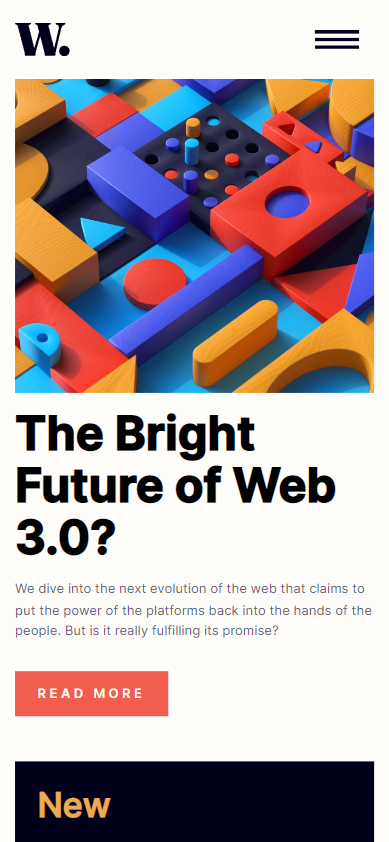 W.
The Bright
Future of Web
3.0?
We dive into the next evolution of the web that claims to
put the power of the platforms back into the hands of the
people. But is it really fulfilling its promise?
READ MORE
New